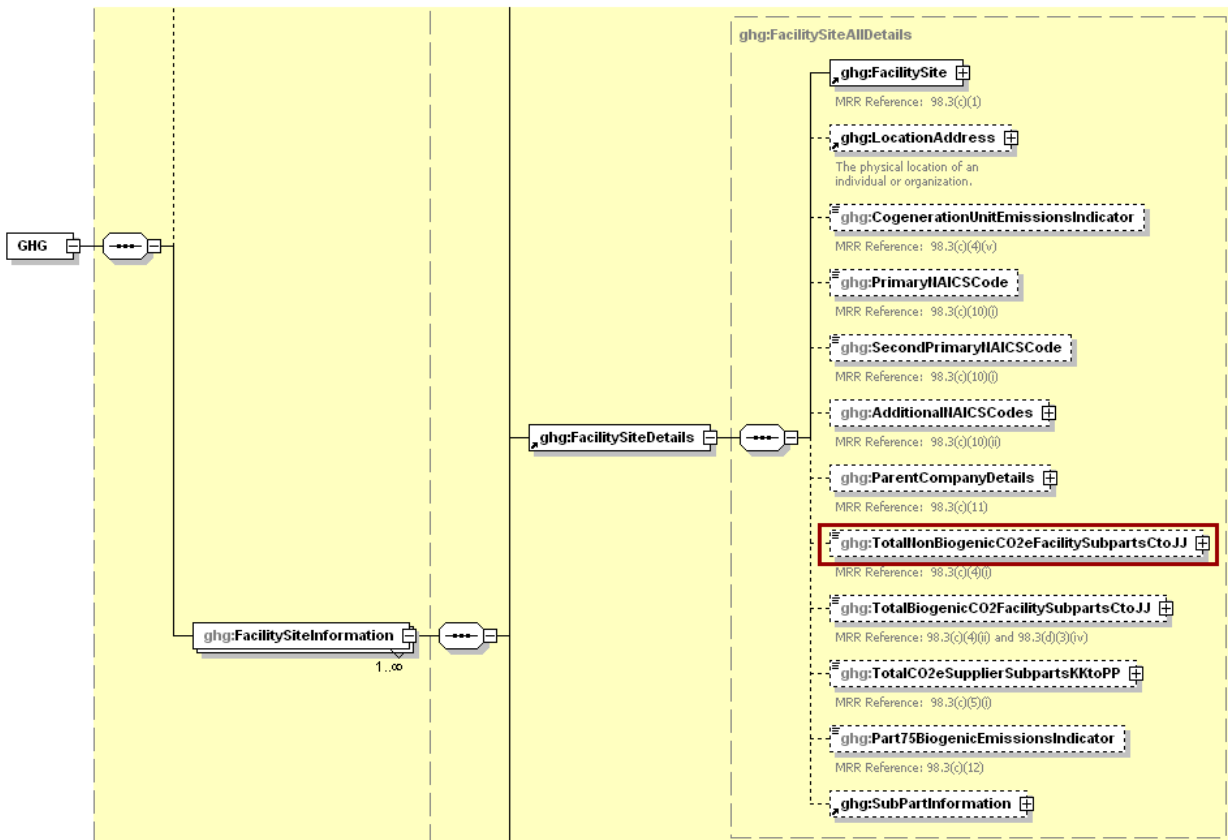 ghg:FacilitySiteAllDetails
ghg:FacilitySite
MRR Reference: 98.3(c)(1)
ghg:LocationAddress
The physical location of an
individual or organization.
ghg:CogenerationUnitEmissionsIndicator
MRR Reference: 98.3(c)(4)(v)
GHG
ghg:PrimaryNAICSCode
MRR Reference: 98.3(c)(10)(i)
ghg:SecondPrimaryNAICSCode
MRR Reference: 98.3(c)(10)(i)
ghg:AdditionalNAICSCodes
MRR Reference: 98.3(c)(10)(ii)
ghg:FacilitySiteDetails
ghg:ParentCompanyDetails
MRR Reference: 98.3(c)(11)
ghg:TotalNonBiogenicCO2eFacilitySubpartsCtoJJ
MRR Reference: 98.3(c)(4)(i)
ghg:TotalBiogenicCO2FacilitySubpartsCtoJJ
MRR Reference: 98.3(c)(4)(ii) and 98.3(d)(3)(iv)
ghg:FacilitySiteInformation
1..∞
ghg:TotalCO2eSupplierSubpartsKKtoPP
MRR Reference: 98.3(c)(5)(i)
ghg:Part75BiogenicEmissionsIndicator
MRR Reference: 98.3(c)(12)
ghg:SubPartInformation